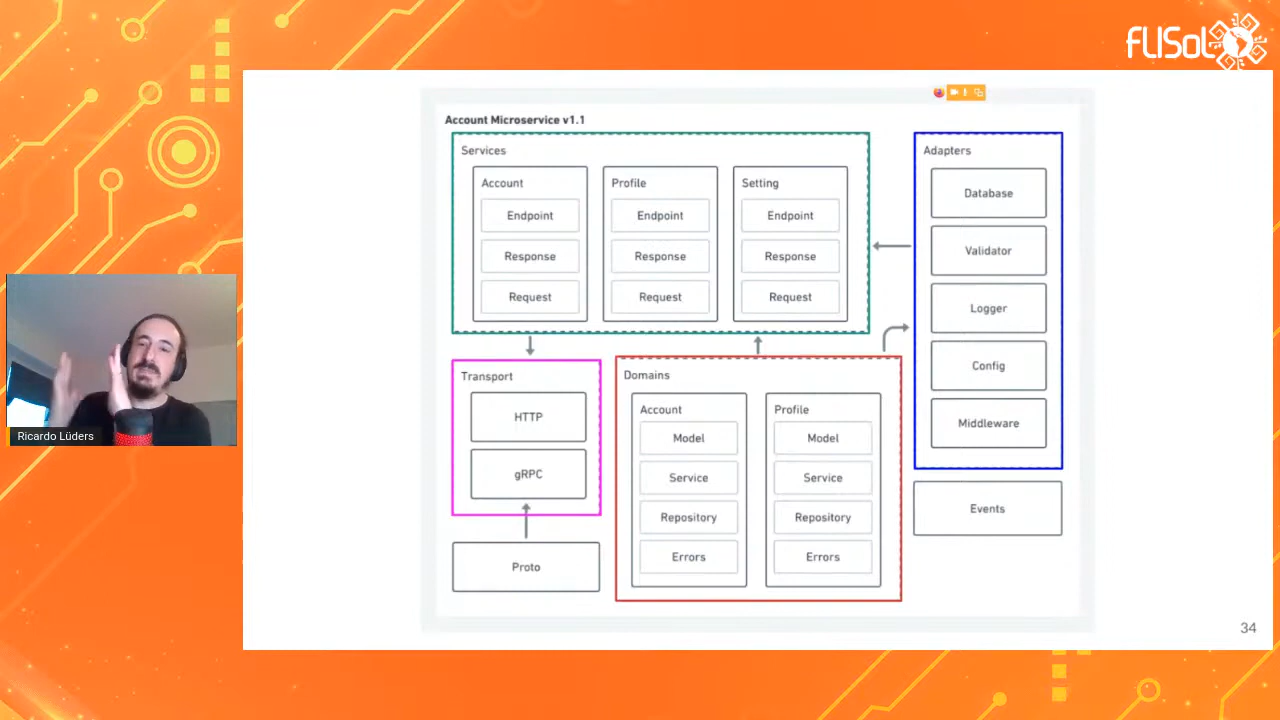 FLISoL
Account Microservice v1.1
Services
Account
Endpoint
Response
Request
Profile
Endpoint
Response
Request
Setting
Endpoint
Response
Request
Adapters
Database
Validator
Logger
Config
Middleware
Transport
HTTP
gRPC
Domains
Account
Model
Service
Repository
Errors
Profile
Model
Service
Repository
Errors
Events
Proto
Ricardo Lüders
34